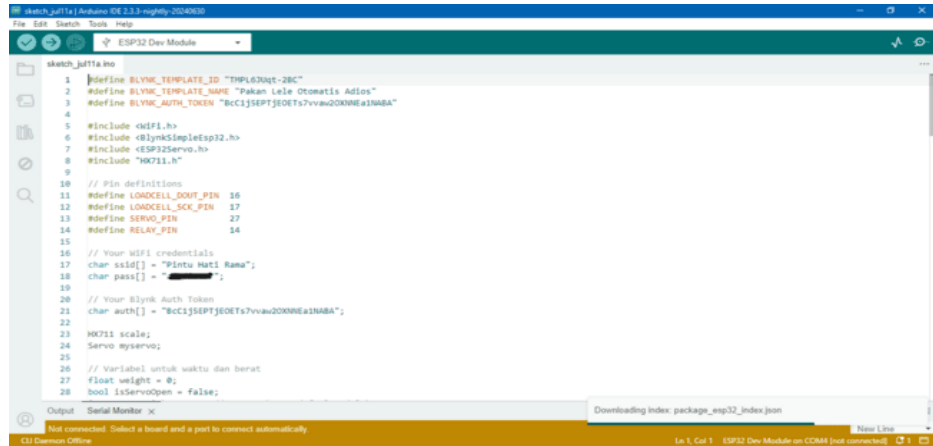 sketch_jul11a | Arduino IDE 2.3.3-nightly-20240630
File Edit Sketch Tools Help
ESP32 Dev Module
sketch_jul11a.ino
1 #define BLYNK_TEMPLATE_ID "TMPL63Uqt-2BC"
2 #define BLYNK_TEMPLATE_NAME "Pakan Lele Otomatis Adios"
3 #define BLYNK_AUTH_TOKEN "BcC1jSEPTjEOETs7vvaw2OXNNEa1NABA"
4
5 #include <WiFi.h>
6 #include <BlynkSimpleEsp32.h>
7 #include <ESP32Servo.h>
8 #include "HX711.h"
9
10 // Pin definitions
11 #define LOADCELL_DOUT_PIN 16
12 #define LOADCELL_SCK_PIN 17
13 #define SERVO_PIN 27
14 #define RELAY_PIN 14
15
16 // Your WiFi credentials
17 char ssid[] = "Pintu Hati Rama";
18 char pass[] = " ";
19
20 // Your Blynk Auth Token
21 char auth[] = "BcC1jSEPTjEOETs7vvaw2OXNNEa1NABA";
22
23 HX711 scale;
24 Servo myservo;
25
26 // Variabel untuk waktu dan berat
27 float weight = 0;
28 bool isServoOpen = false;
Output Serial Monitor
Downloading index: package_esp32_index.json
Not connected. Select a board and a port to connect automatically.
New Line
CLI Daemon Offline
Ln 1, Col 1 ESP32 Dev Module on COM4 [not connected] 1